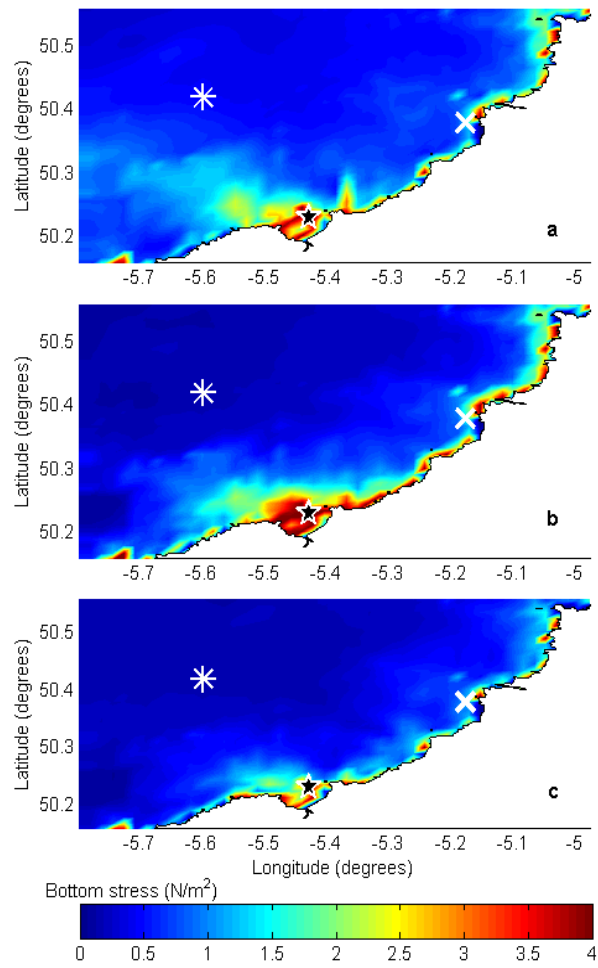 50.5
50.4
50.3
50.2
Latitude (degrees)
a
-5.7 -5.6 -5.5 -5.4 -5.3 -5.2 -5.1 -5
50.5
50.4
50.3
50.2
Latitude (degrees)
b
-5.7 -5.6 -5.5 -5.4 -5.3 -5.2 -5.1 -5
50.5
50.4
50.3
50.2
Latitude (degrees)
c
-5.7 -5.6 -5.5 -5.4 -5.3 -5.2 -5.1 -5
Longitude (degrees)
Bottom stress (N/m²)
0 0.5 1 1.5 2 2.5 3 3.5 4